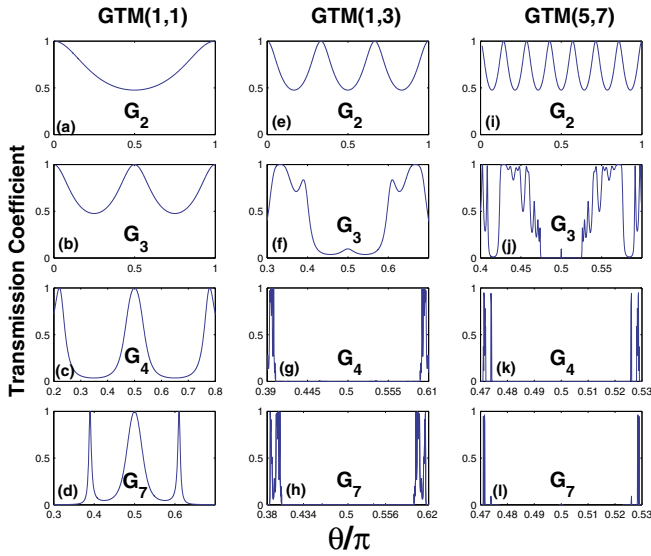 GTM(1,1) GTM(1,3) GTM(5,7)
Transmission Coefficient
1 0.5 0 (a) G2 0 0.5 1
1 0.5 0 (e) G2 0 0.5 1
1 0.5 0 (i) G2 0 0.5 1
1 0.5 0 (b) G3 0 0.5 1
1 0.5 0 (f) G3 0.3 0.4 0.5 0.6
1 0.5 0 (j) G3 0.4 0.45 0.5 0.55
1 0.5 0 (c) G4 0.2 0.3 0.4 0.5 0.6 0.7 0.8
1 0.5 0 (g) G4 0.39 0.445 0.5 0.555 0.61
1 0.5 0 (k) G4 0.47 0.48 0.49 0.5 0.51 0.52 0.53
1 0.5 0 (d) G7 0.3 0.4 0.5 0.6
1 0.5 0 (h) G7 0.38 0.434 0.5 0.56 0.62
1 0.5 0 (l) G7 0.47 0.48 0.49 0.5 0.51 0.52 0.53
θ/π